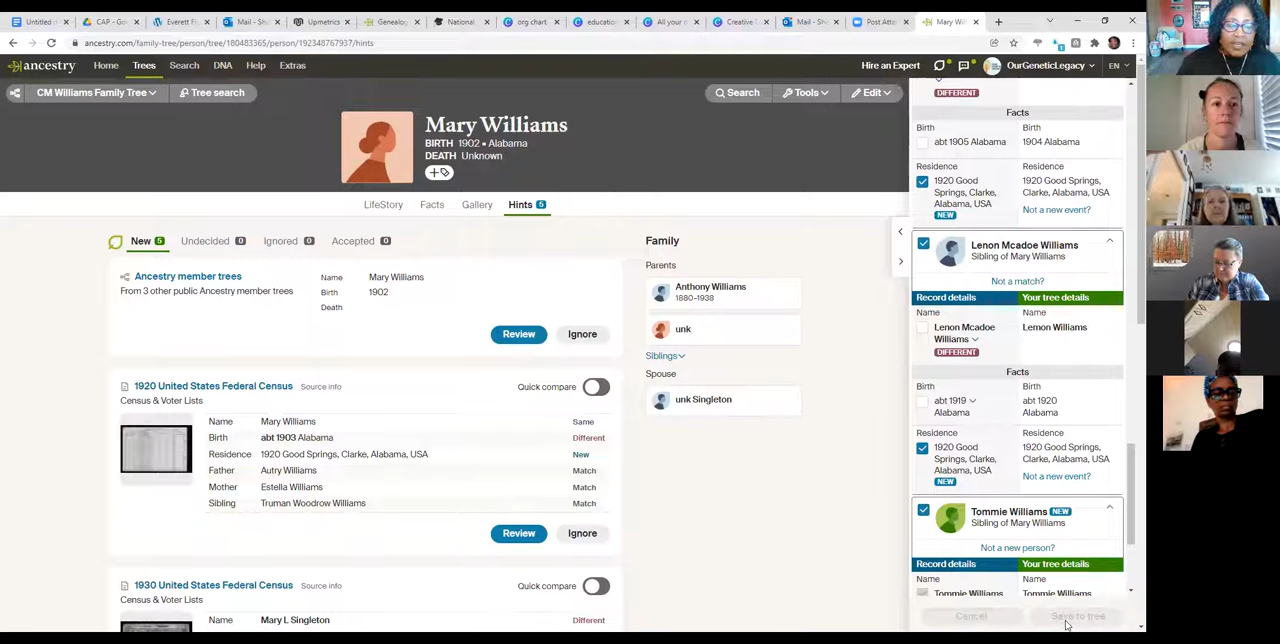 Untitled d
CAP - Go
Everett Fi
Mail - Sh
Upmetrics
Genealog
National
org chart
education
All your m
Creative
Mail - Sh
Post Atte
Mary Wil
ancestry.com/family-tree/person/tree/180483365/person/192348767937/hints
ancestry
Home
Trees
Search
DNA
Help
Extras
Hire an Expert
OurGeneticLegacy
EN
CM Williams Family Tree
Tree search
Search
Tools
Edit
Mary Williams
BIRTH 1902 • Alabama
DEATH Unknown
LifeStory
Facts
Gallery
Hints 5
New 5
Undecided 0
Ignored 0
Accepted 0
Ancestry member trees
From 3 other public Ancestry member trees
Name Mary Williams
Birth 1902
Death
Review
Ignore
1920 United States Federal Census Source info
Census & Voter Lists
Quick compare
Name Mary Williams Same
Birth abt 1903 Alabama Different
Residence 1920 Good Springs, Clarke, Alabama, USA New
Father Autry Williams Match
Mother Estella Williams Match
Sibling Truman Woodrow Williams Match
Review
Ignore
1930 United States Federal Census Source info
Census & Voter Lists
Quick compare
Name Mary L Singleton Different
Family
Parents
Anthony Williams
1880–1938
unk
Siblings
Spouse
unk Singleton
DIFFERENT
Facts
Birth Birth
abt 1905 Alabama 1904 Alabama
Residence Residence
1920 Good 1920 Good Springs,
Springs, Clarke, Clarke, Alabama, USA
Alabama, USA Not a new event?
NEW
Lenon Mcadoe Williams
Sibling of Mary Williams
Not a match?
Record details Your tree details
Name Name
Lenon Mcadoe Lemon Williams
Williams
DIFFERENT
Facts
Birth Birth
abt 1919 abt 1920
Alabama Alabama
Residence Residence
1920 Good 1920 Good Springs,
Springs, Clarke, Clarke, Alabama, USA
Alabama, USA Not a new event?
NEW
Tommie Williams NEW
Sibling of Mary Williams
Not a new person?
Record details Your tree details
Name Name
Tommie Williams Tommie Williams
Cancel
Save to tree